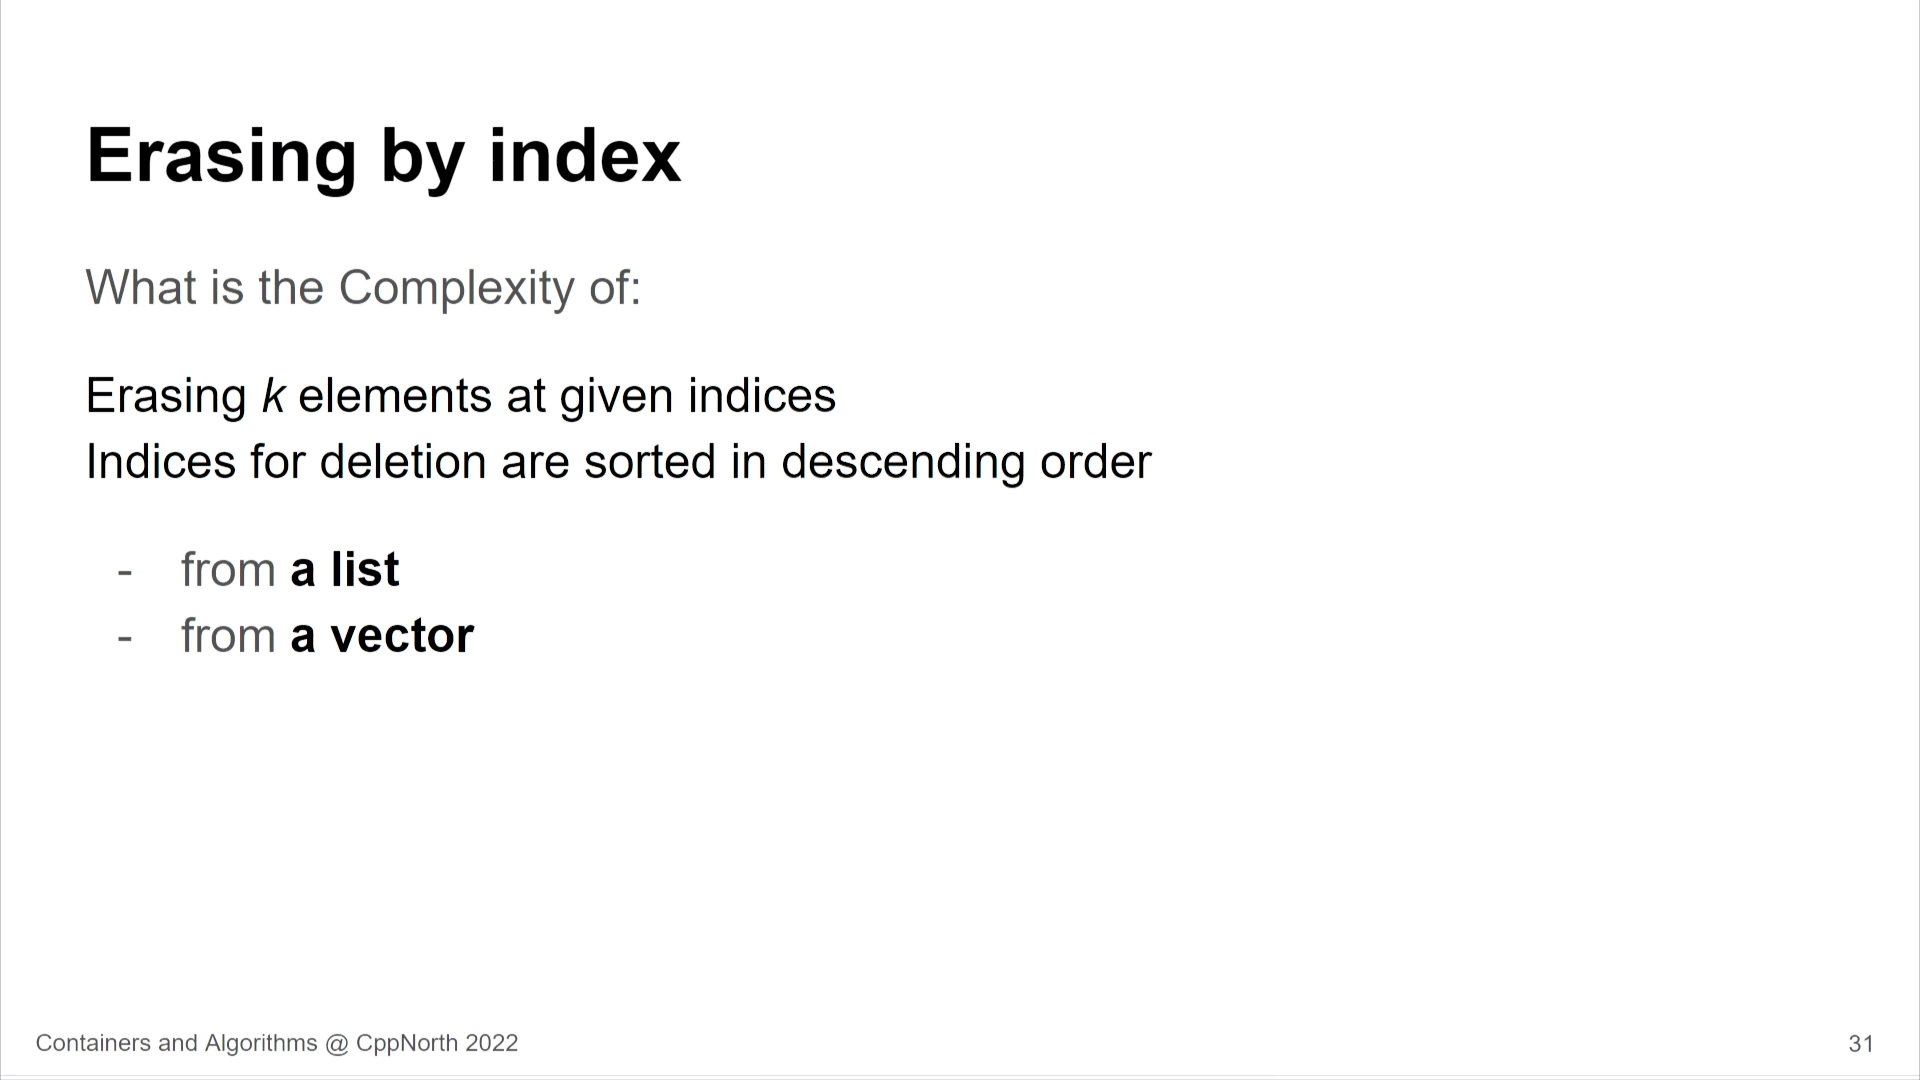 Erasing by index
What is the Complexity of:
Erasing k elements at given indices
Indices for deletion are sorted in descending order
- from a list
- from a vector
Containers and Algorithms @ CppNorth 2022
31